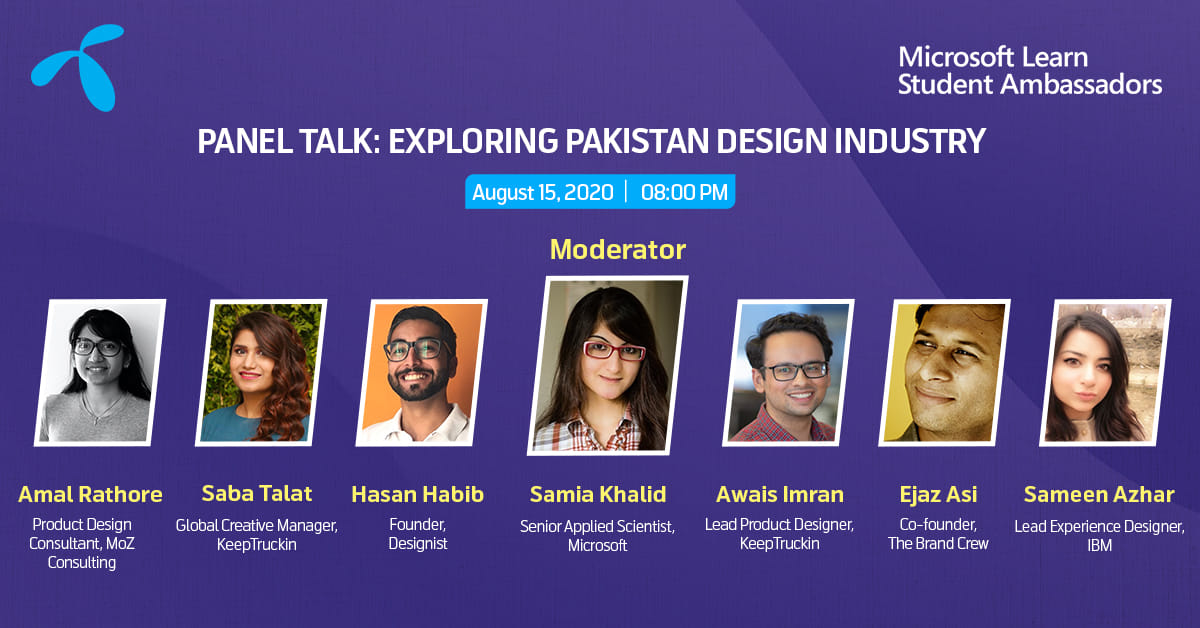 Microsoft Learn
Student Ambassadors
PANEL TALK: EXPLORING PAKISTAN DESIGN INDUSTRY
August 15, 2020 | 08:00 PM
Moderator
Amal Rathore
Product Design
Consultant, MoZ
Consulting
Saba Talat
Global Creative Manager,
KeepTruckin
Hasan Habib
Founder,
Designist
Samia Khalid
Senior Applied Scientist,
Microsoft
Awais Imran
Lead Product Designer,
KeepTruckin
Ejaz Asi
Co-founder,
The Brand Crew
Sameen Azhar
Lead Experience Designer,
IBM